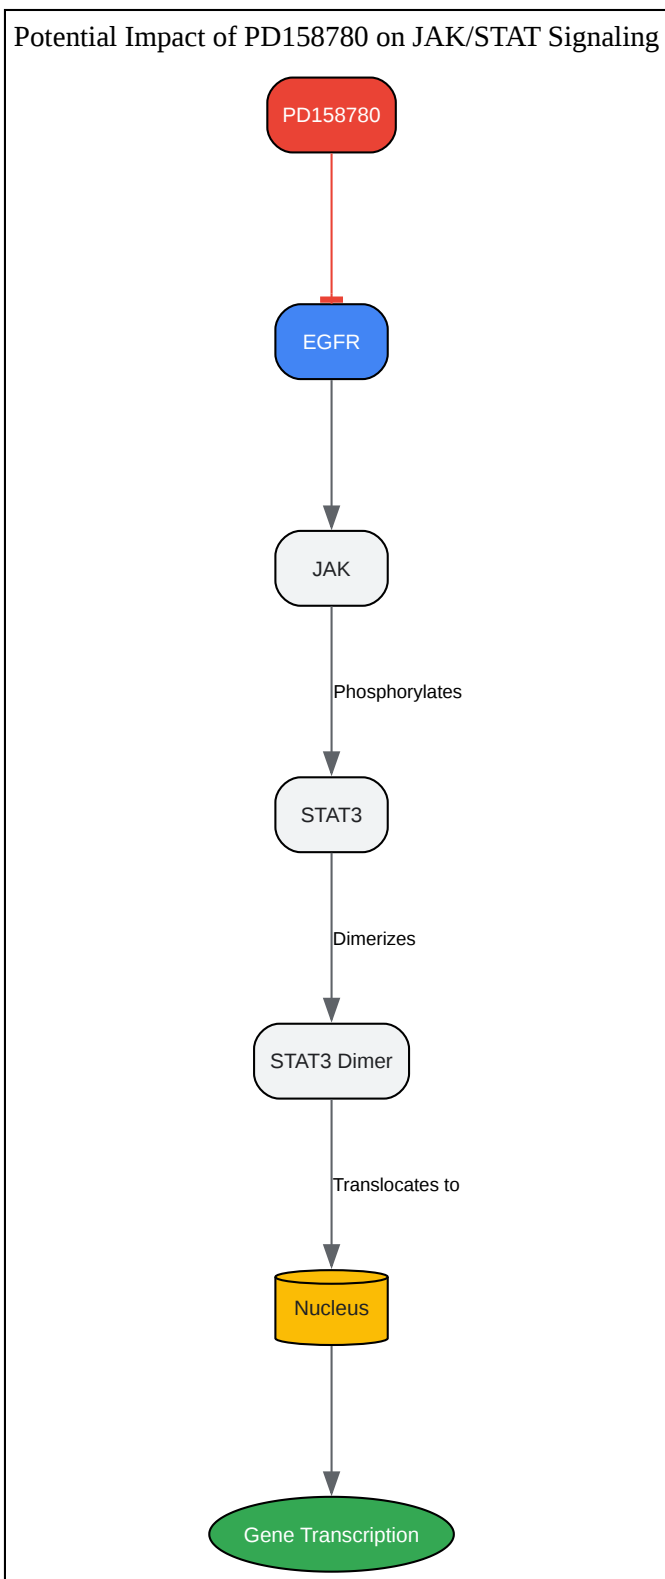 Potential Impact of PD158780 on JAK/STAT Signaling
PD158780
EGFR
JAK
Phosphorylates
STAT3
Dimerizes
STAT3 Dimer
Translocates to
Nucleus
Gene Transcription